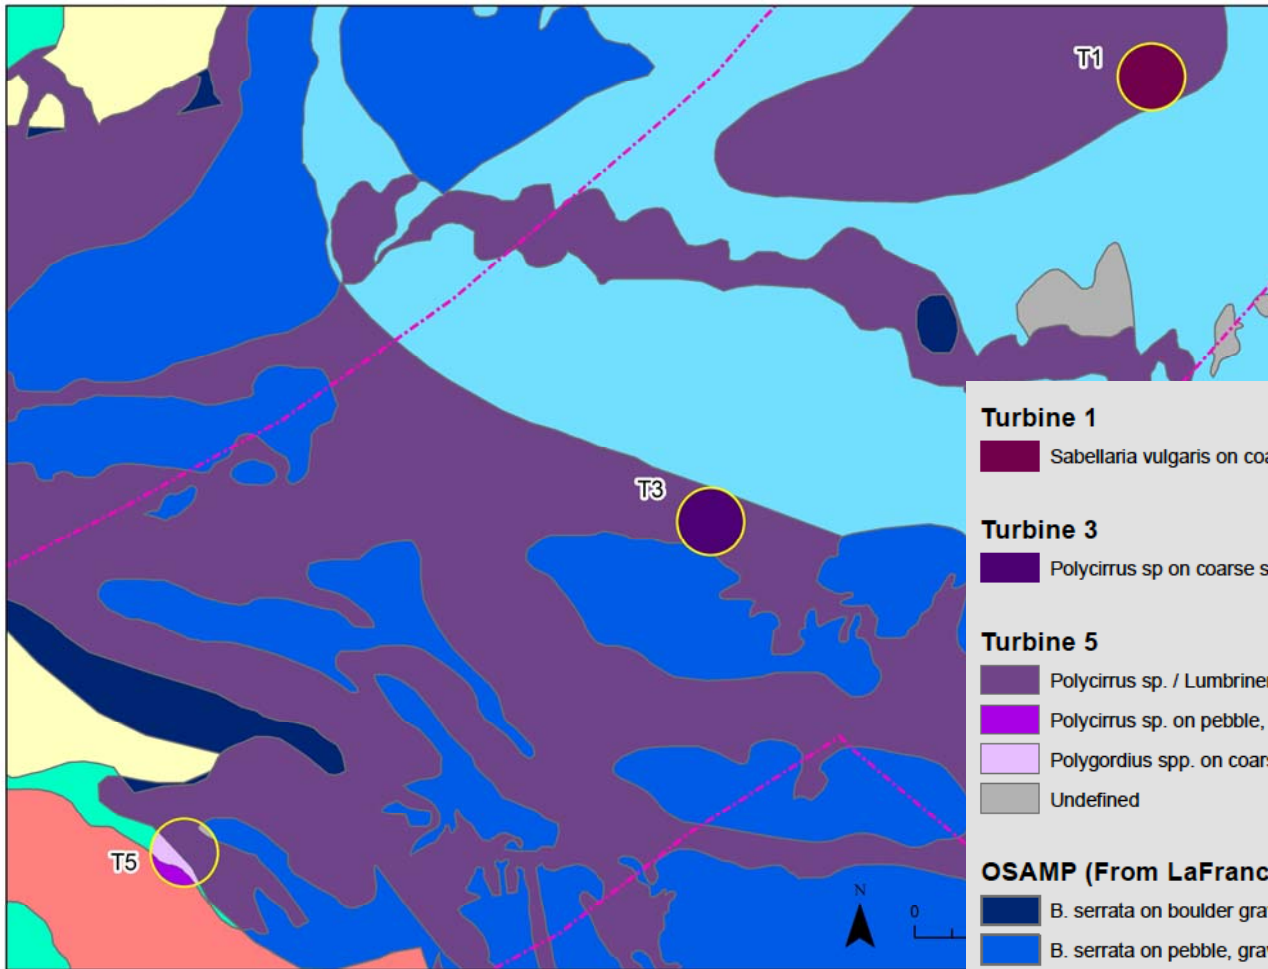 T1
T3
T5
N
0
Turbine 1
Sabellaria vulgaris on coa
Turbine 3
Polycirrus sp on coarse s
Turbine 5
Polycirrus sp. / Lumbriner
Polycirrus sp. on pebble,
Polygordius spp. on coars
Undefined
OSAMP (From LaFranc
B. serrata on boulder gra
B. serrata on pebble, grav